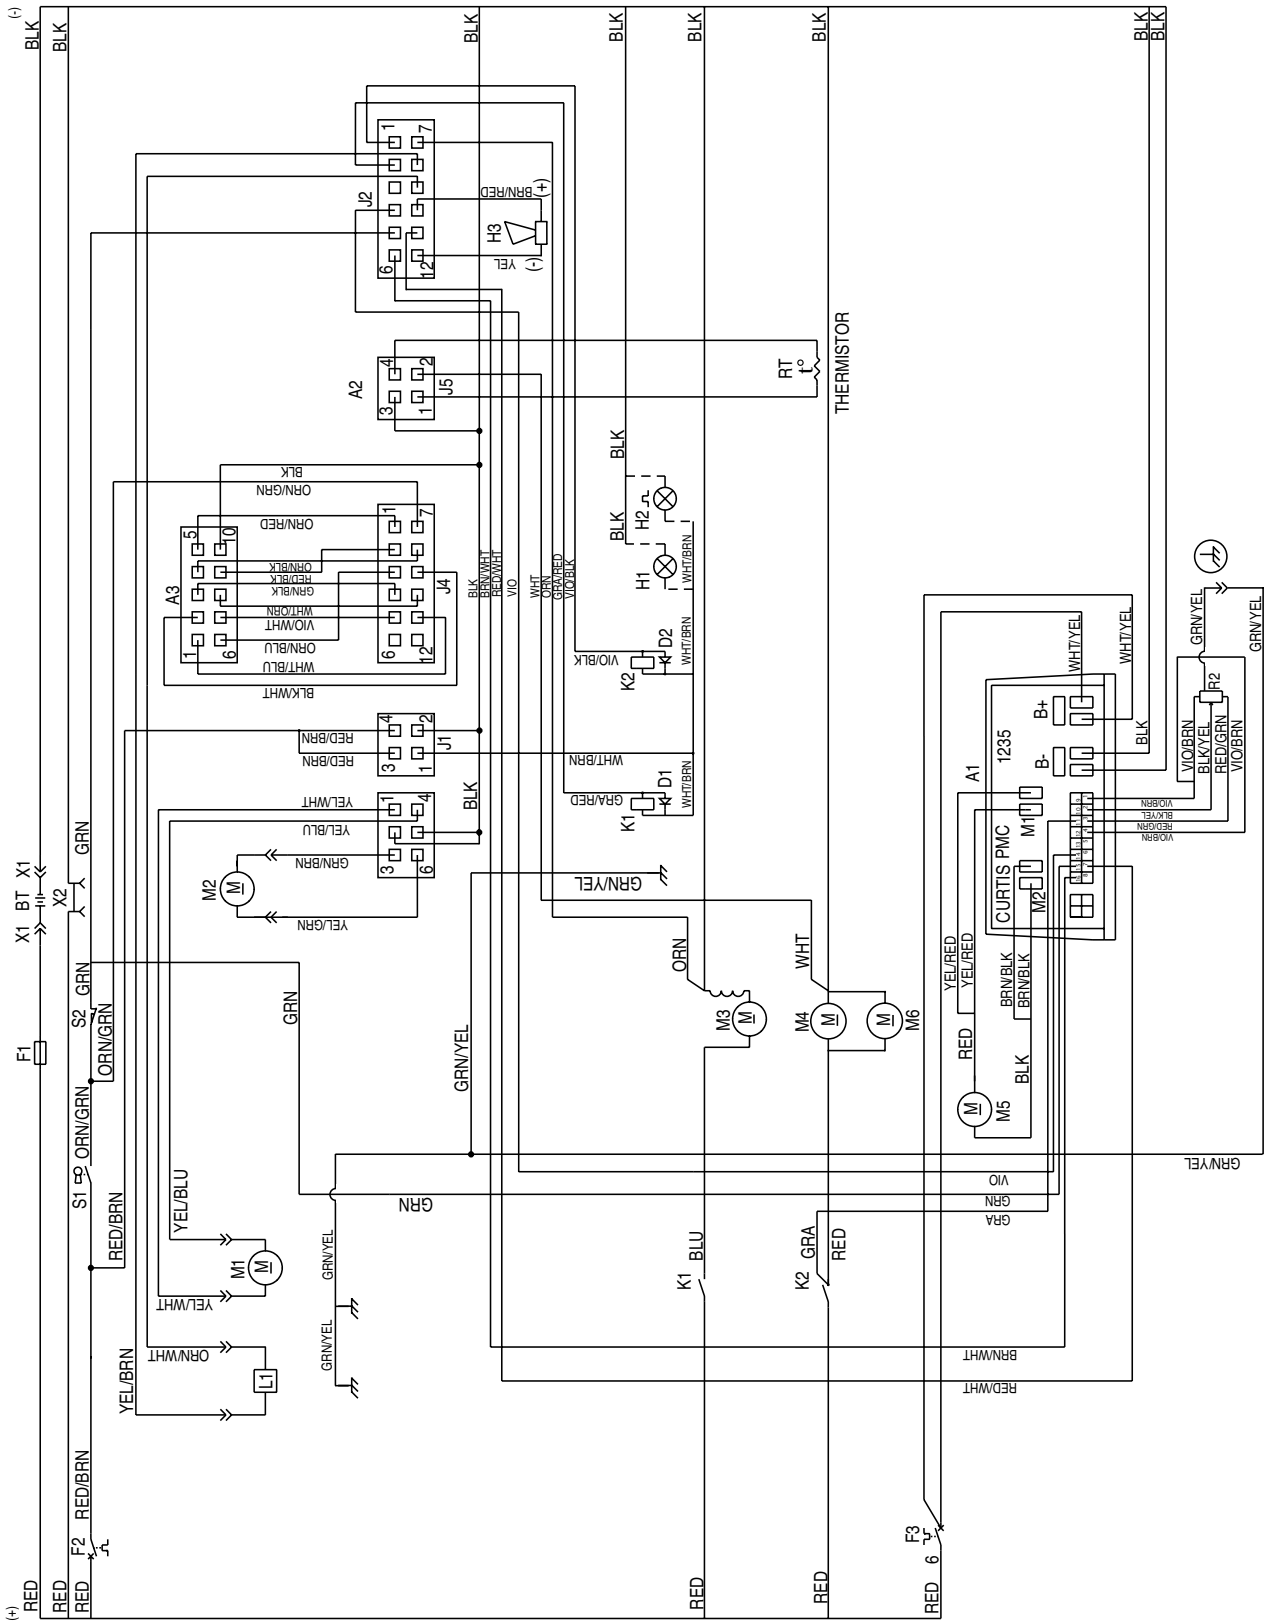 (-)
BLK
BLK
BLK
BLK
BLK
BLK
BLK
BLK
1
7
J2
6
12
BRN/RED
(+)
H3
YEL
(-)
A2
4
2
3
1
J5
RT
t°
THERMISTOR
BLK
ORN/GRN
ORN/RED
5
10
A3
1
6
ORN/BLK
RED/BLK
GRN/BLK
WHT/ORN
VIO/WHT
ORN/BLU
WHT/BLU
BLK/WHT
1
7
J4
6
12
BLK
BRN/WHT
RED/WHT
VIO
WHT
ORN
GRA/RED
VIO/BLK
BLK
BLK
H2
H1
WHT/BRN
VIO/BLK
K2
D2
WHT/BRN
RED/BRN
RED/BRN
4
2
3
1
J1
WHT/BRN
GRA/RED
K1
D1
WHT/BRN
GRN
X1
BT
X1
X2
YEL/WHT
YEL/BLU
GRN/BRN
YEL/GRN
M2
M
1
4
3
6
BLK
GRN/YEL
GRN
S2
F1
ORN/GRN
ORN/GRN
S1
RED/BRN
GRN
GRN/YEL
ORN
WHT
M3
M
M4
M
M6
M
WHT/YEL
WHT/YEL
A1
1235
CURTIS PMC
B+
B-
M1
M2
BLK
GRN/YEL
GRN/YEL
R2
VIO/BRN
BLK/YEL
RED/GRN
VIO/BRN
VIO/BRN
BLK/YEL
RED/GRN
VIO/BRN
YEL/RED
YEL/RED
BRN/BLK
BRN/BLK
RED
BLK
M
M5
GRN/YEL
VIO
GRN
GRA
GRN
YEL/BLU
M1
M
YEL/WHT
ORN/WHT
YEL/BRN
L1
GRN/YEL
GRN/YEL
K1
BLU
K2
GRA
RED
BRN/WHT
RED/WHT
F2
RED/BRN
F3
6
(+)
RED
RED
RED
RED
RED
RED